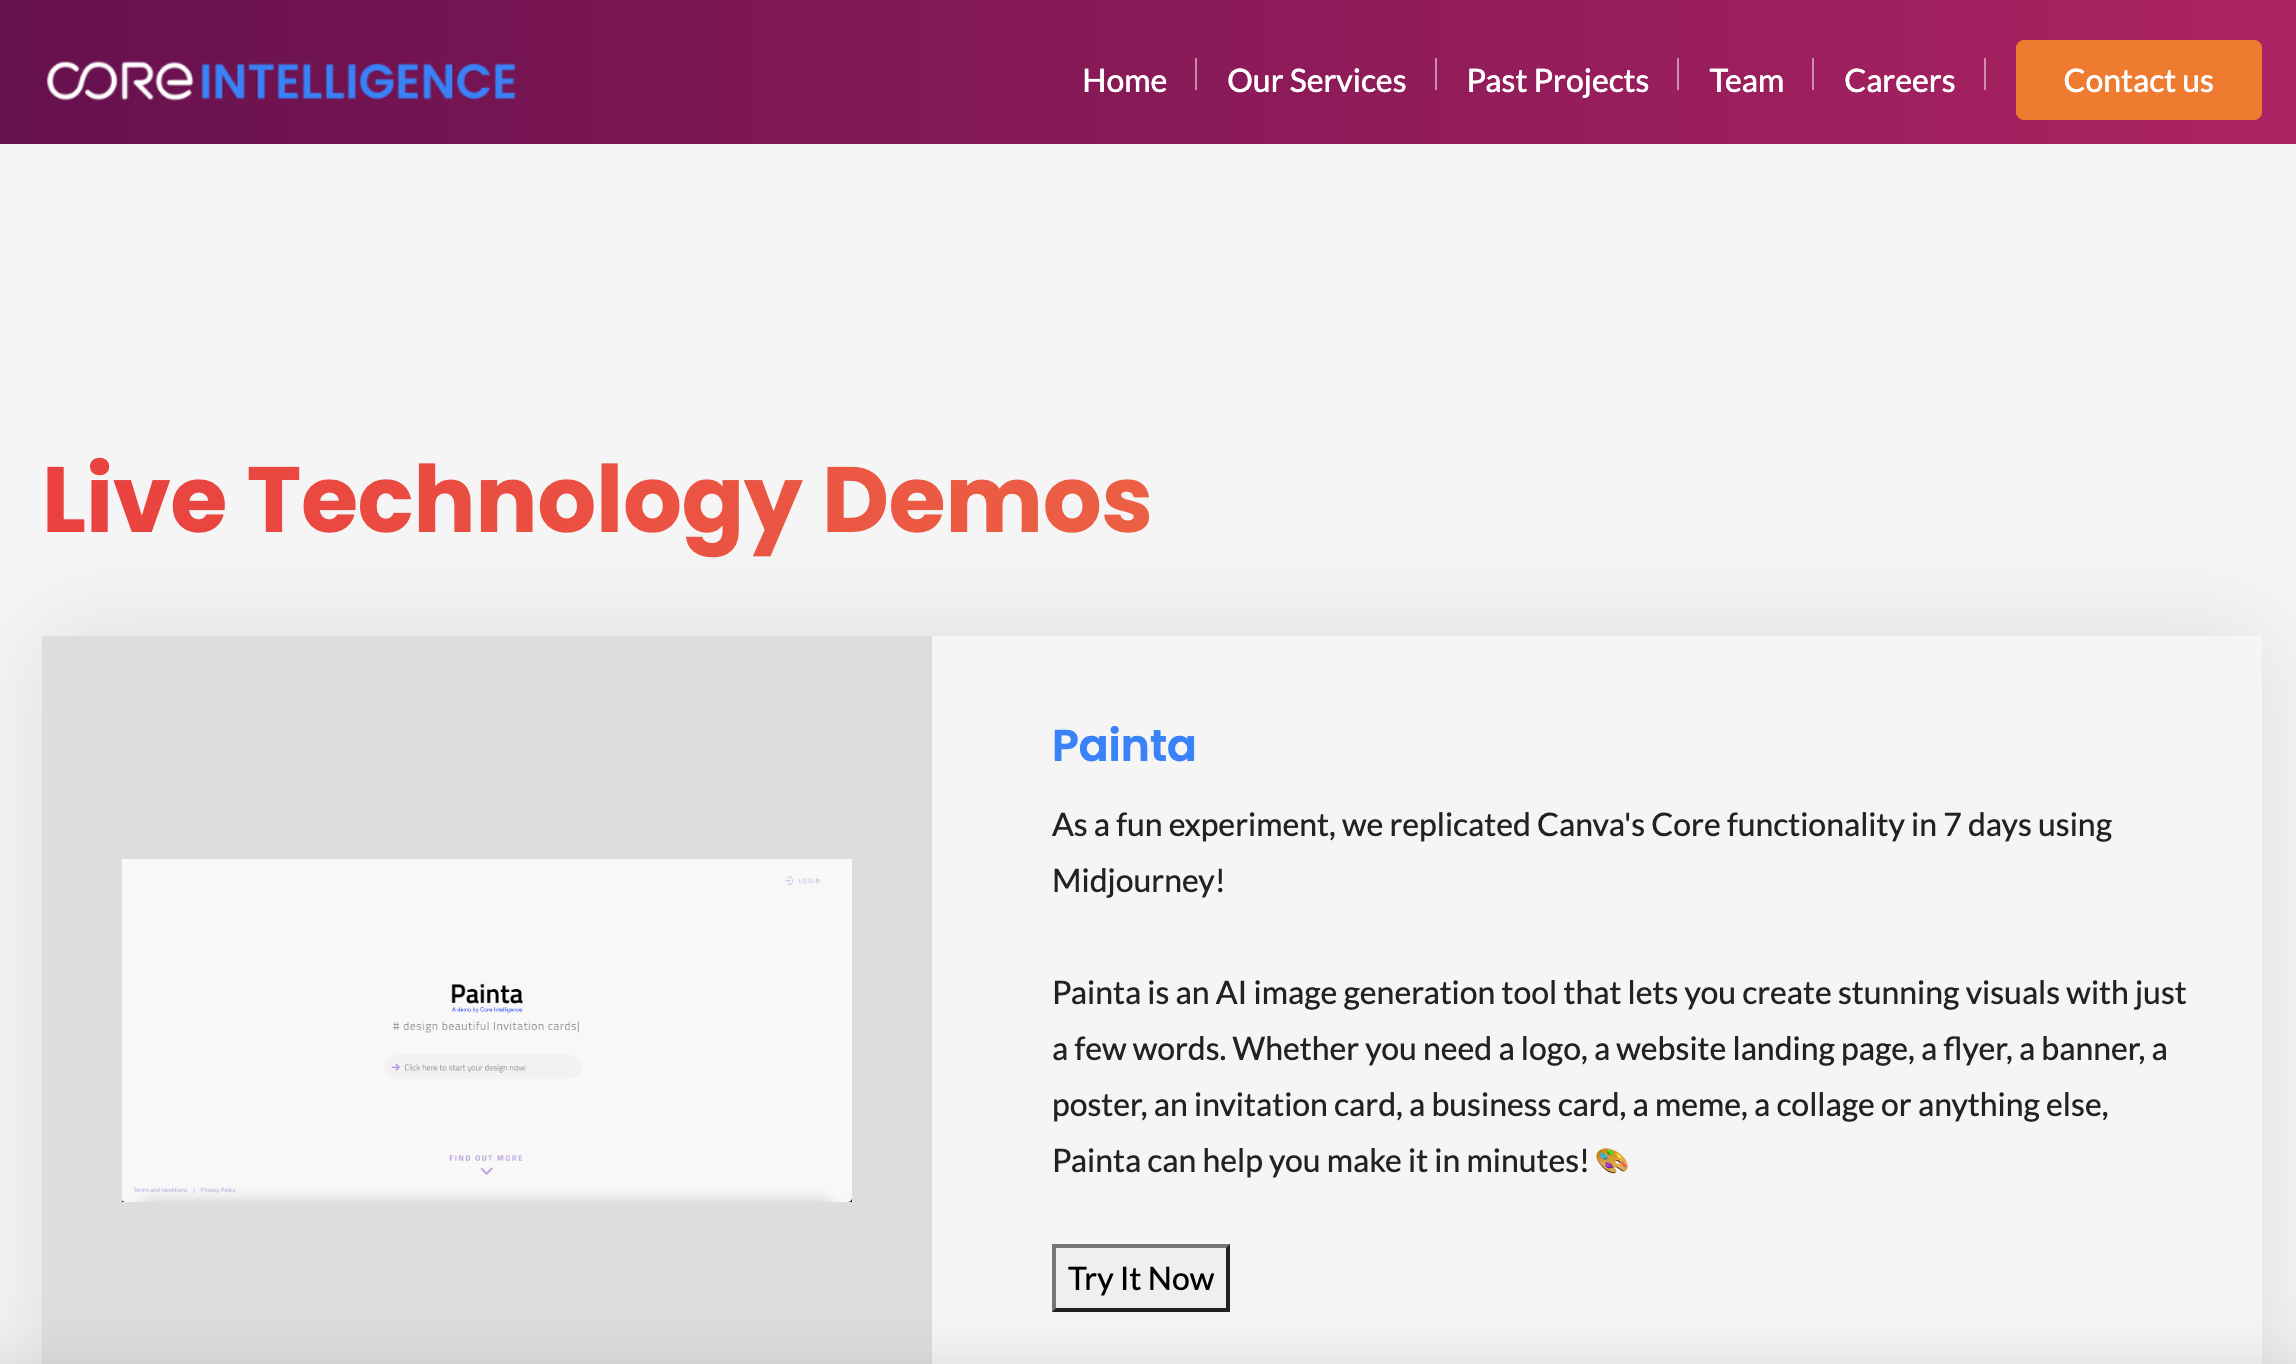 CORE INTELLIGENCE
Home
Our Services
Past Projects
Team
Careers
Contact us
Live Technology Demos
LOGIN
Painta
A demo by Core Intelligence
# design beautiful Invitation cards|
Click here to start your design now!
FIND OUT MORE
Terms and conditions | Privacy Policy
Painta
As a fun experiment, we replicated Canva's Core functionality in 7 days using
Midjourney!
Painta is an AI image generation tool that lets you create stunning visuals with just
a few words. Whether you need a logo, a website landing page, a flyer, a banner, a
poster, an invitation card, a business card, a meme, a collage or anything else,
Painta can help you make it in minutes! 🎨
Try It Now